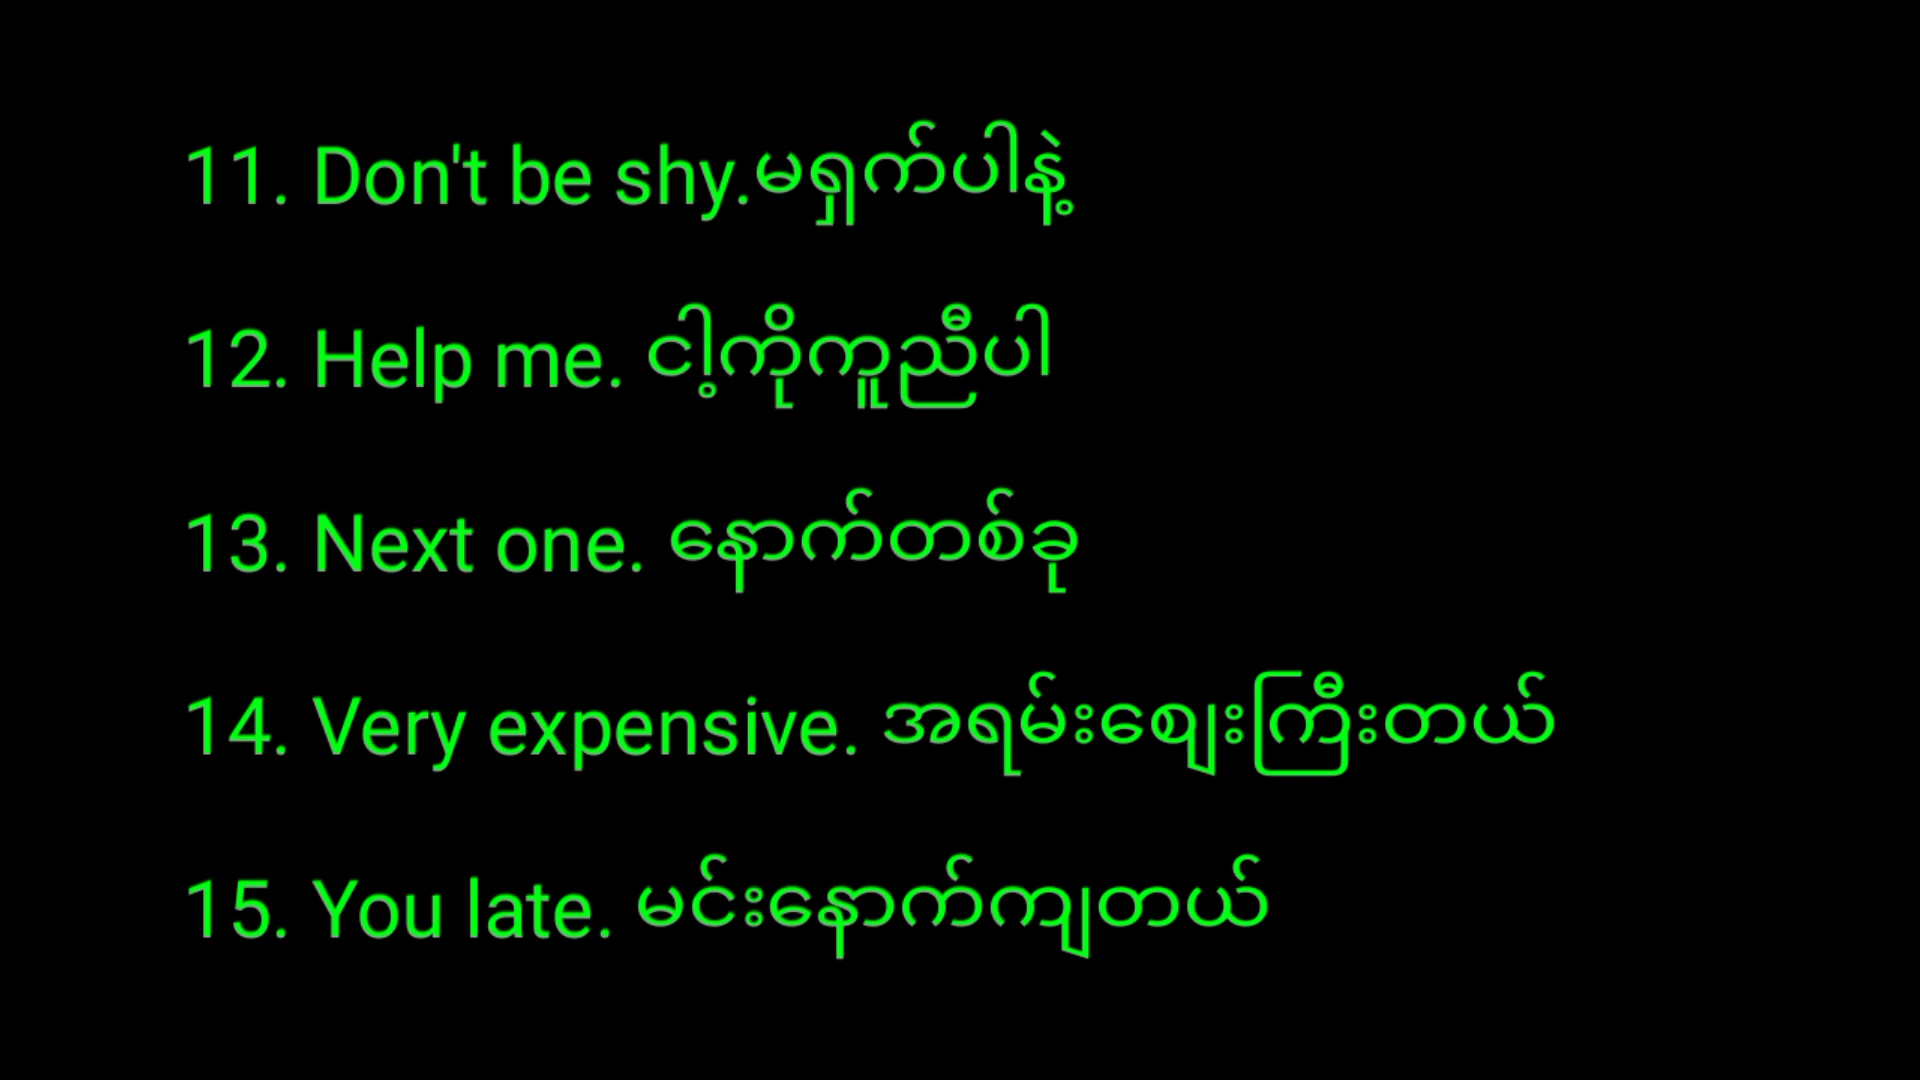 11. Don't be shy.မရှက်ပါနဲ့
12. Help me. ငါ့ကိုကူညီပါ
13. Next one. နောက်တစ်ခု
14. Very expensive. အရမ်းဈေးကြီးတယ်
15. You late. မင်းနောက်ကျတယ်